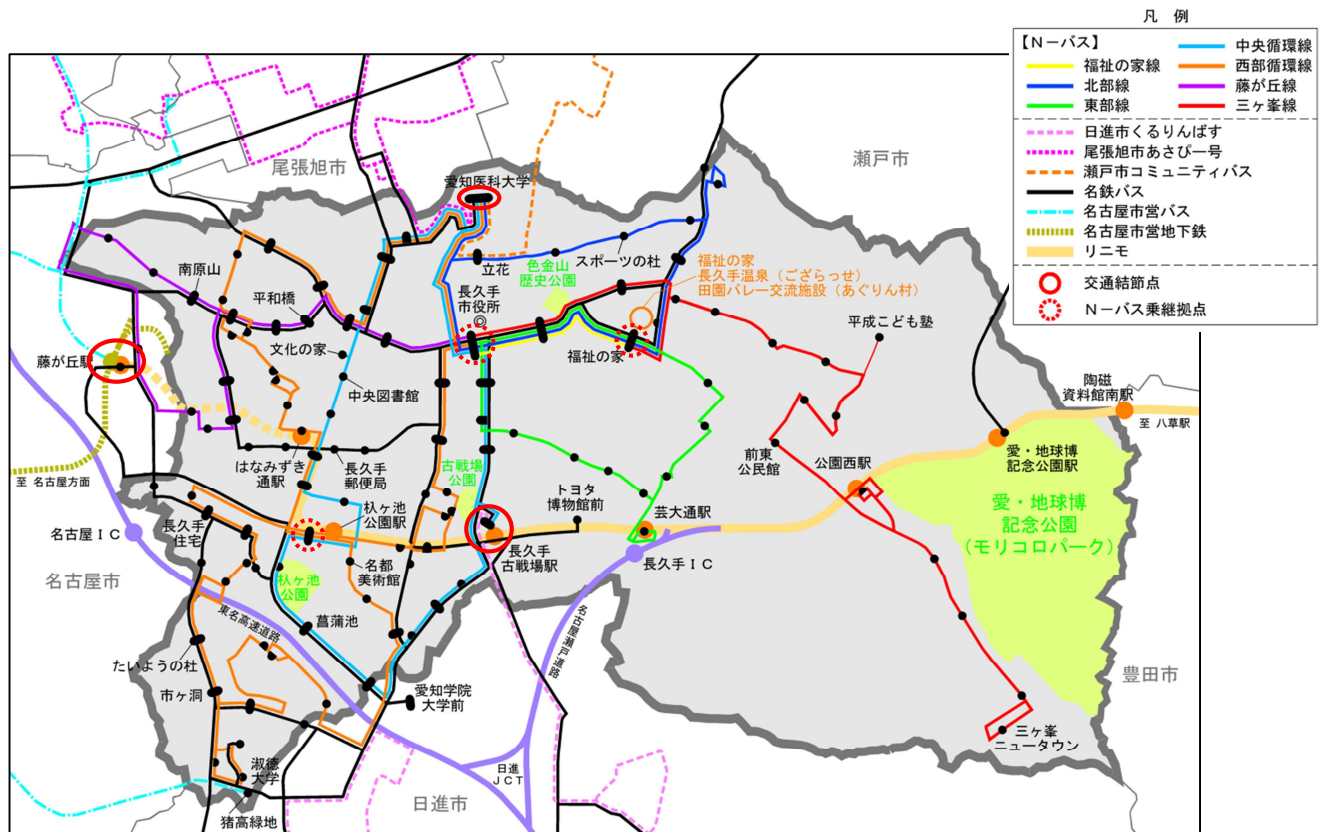 凡 例
【N－バス】
福祉の家線
北部線
東部線
中央循環線
西部循環線
藤が丘線
三ヶ峯線
日進市くるりんばす
尾張旭市あさぴー号
瀬戸市コミュニティバス
名鉄バス
名古屋市営バス
名古屋市営地下鉄
リニモ
交通結節点
N－バス乗継拠点
尾張旭市
瀬戸市
愛知医科大学
立花
スポーツの杜
色金山
歴史公園
福祉の家
長久手温泉（ござらっせ）
田園バレー交流施設（あぐりん村）
南原山
平和橋
長久手
市役所
◎
文化の家
福祉の家
平成こども塾
藤が丘駅
中央図書館
陶磁
資料館南駅
至 八草駅
はなみずき
通駅
長久手
郵便局
古戦場
公園
前東
公民館
公園西駅
愛・地球博
記念公園駅
至 名古屋方面
トヨタ
博物館前
芸大通駅
愛・地球博
記念公園
（モリコロパーク）
名古屋ＩＣ
長久手
住宅
杁ヶ池
公園駅
長久手
古戦場駅
長久手ＩＣ
名古屋市
杁ヶ池
公園
名都
美術館
東名高速道路
菖蒲池
名古屋瀬戸道路
たいようの杜
市ヶ洞
愛知学院
大学前
豊田市
三ヶ峯
ニュータウン
淑徳
大学
日進
ＪＣＴ
日進市
猪高緑地